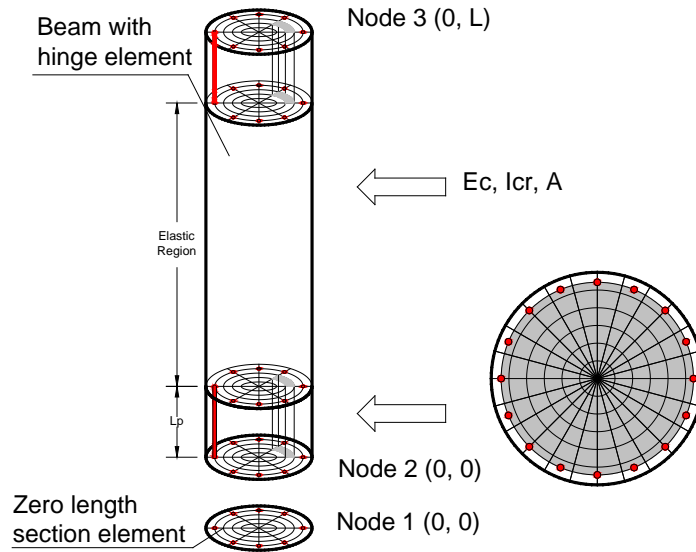 Node 3 (0, L)
Beam with
hinge element
Ec, Icr, A
Elastic
Region
Lp
Node 2 (0, 0)
Zero length
section element
Node 1 (0, 0)